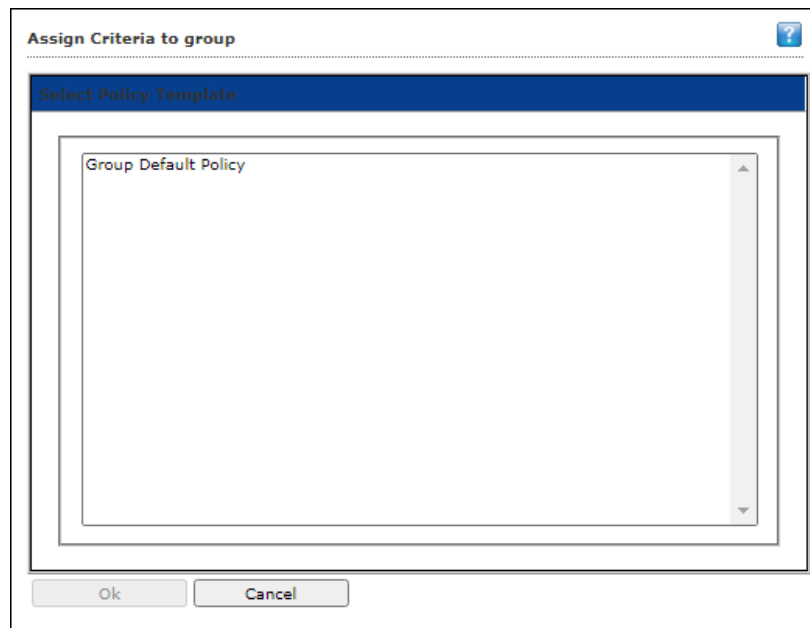 Assign Criteria to group
?
Select Policy Template
Group Default Policy
Ok
Cancel